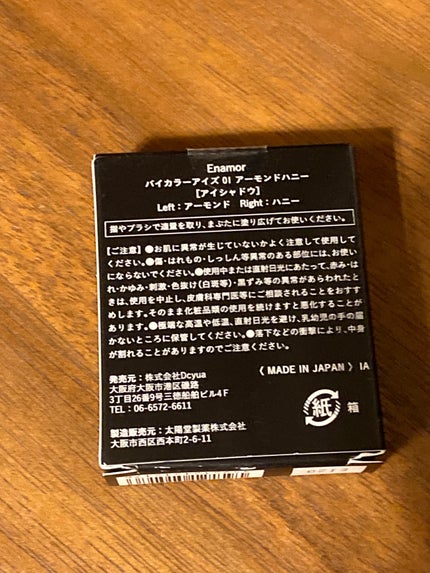 Enamor
バイカラーアイズ 01 アーモンドハニー
[アイシャドウ]
Left：アーモンド Right：ハニー
指やブラシで適量を取り、まぶたに塗り広げてお使いください。
【ご注意】●お肌に異常が生じていないかよく注意して使用して
ください。●傷・はれもの・しっしん等異常のある部位には、お使い
にならないでください。●使用中または直射日光にあたって、赤み・は
れ・かゆみ・刺激・色抜け(白斑等)・黒ずみ等の異常があらわれたと
きは、使用を中止し、皮膚科専門医等にご相談されることをおすす
めします。そのまま化粧品類の使用を続けますと悪化することが
あります。●極端な高温や低温、直射日光を避け、乳幼児の手の届
かないところに保管してください。●落下などの衝撃により、中身
が割れることがありますのでご注意ください。
発売元：株式会社Dcyua
大阪府大阪市港区磯路
3丁目26番9号三徳船舶ビル4F
TEL：06-6572-6611
製造販売元：太陽堂製薬株式会社
大阪市西区西本町2-6-11
《 MADE IN JAPAN 》 IA
紙 箱